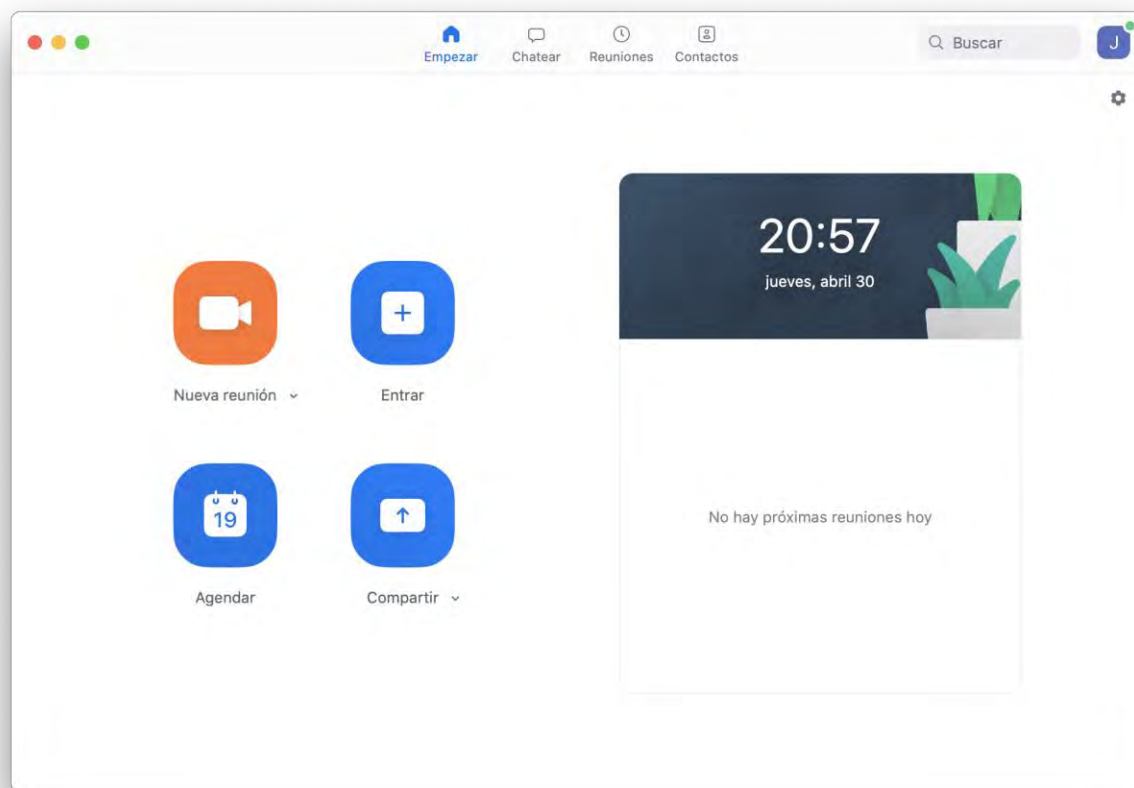 Empezar
Chatear
Reuniones
Contactos
Buscar
J
20:57
jueves, abril 30
Nueva reunión
Entrar
19
Agendar
Compartir
No hay próximas reuniones hoy